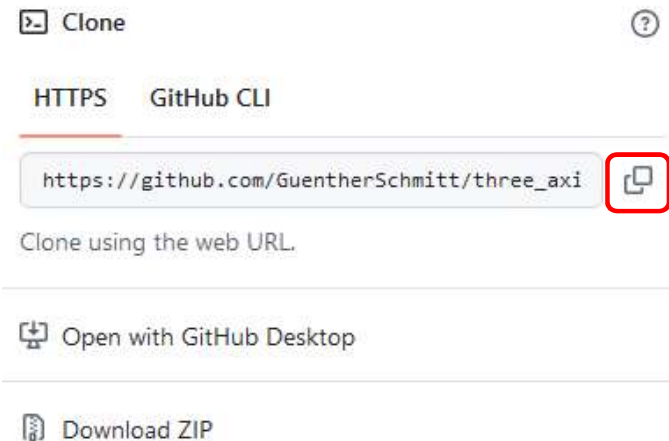 Clone
HTTPS GitHub CLI
https://github.com/GuentherSchmitt/three_axi
Clone using the web URL.
Open with GitHub Desktop
Download ZIP